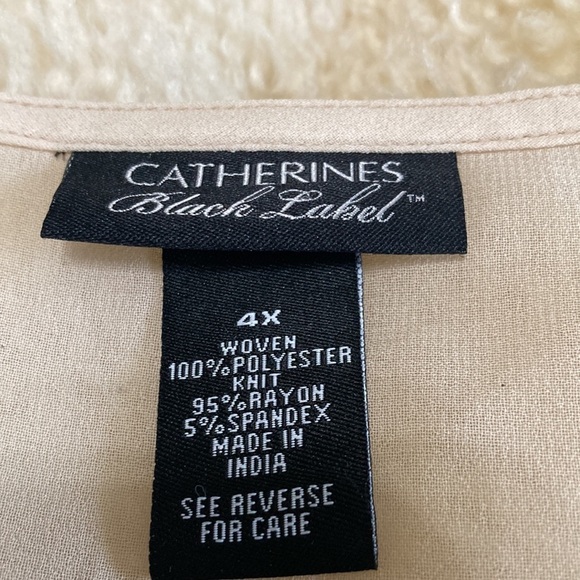 CATHERINES
Black Label™
4X
WOVEN
100%POLYESTER
KNIT
95%RAYON
5%SPANDEX
MADE IN
INDIA
SEE REVERSE
FOR CARE